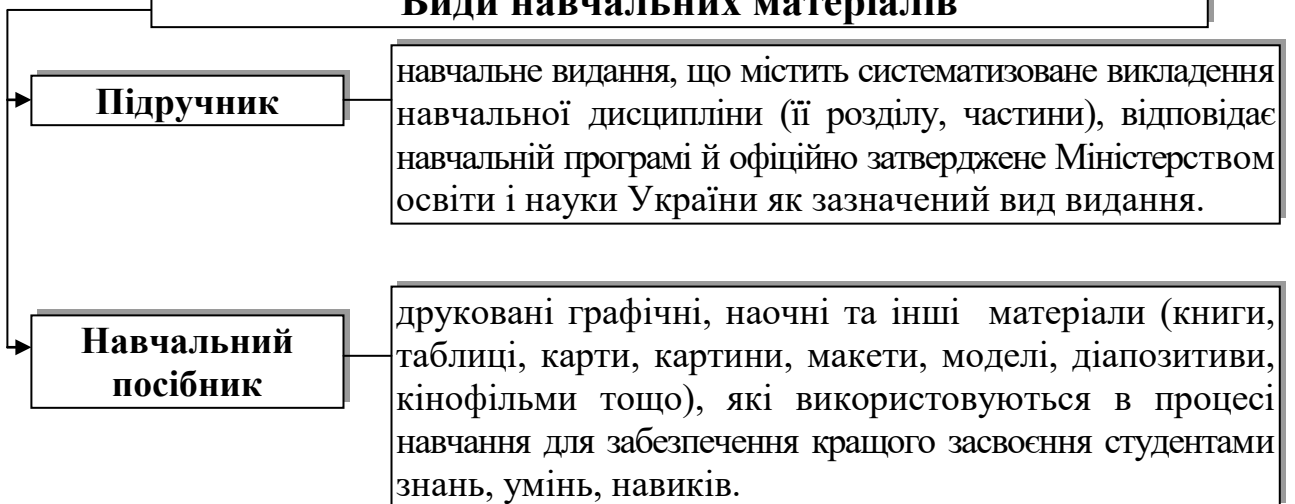 Види навчальних матеріалів
Підручник
навчальне видання, що містить систематизоване викладення
навчальної дисципліни (її розділу, частини), відповідає
навчальній програмі й офіційно затверджене Міністерством
освіти і науки України як зазначений вид видання.
Навчальний
посібник
друковані графічні, наочні та інші матеріали (книги,
таблиці, карти, картини, макети, моделі, діапозитиви,
кінофільми тощо), які використовуються в процесі
навчання для забезпечення кращого засвоєння студентами
знань, умінь, навиків.